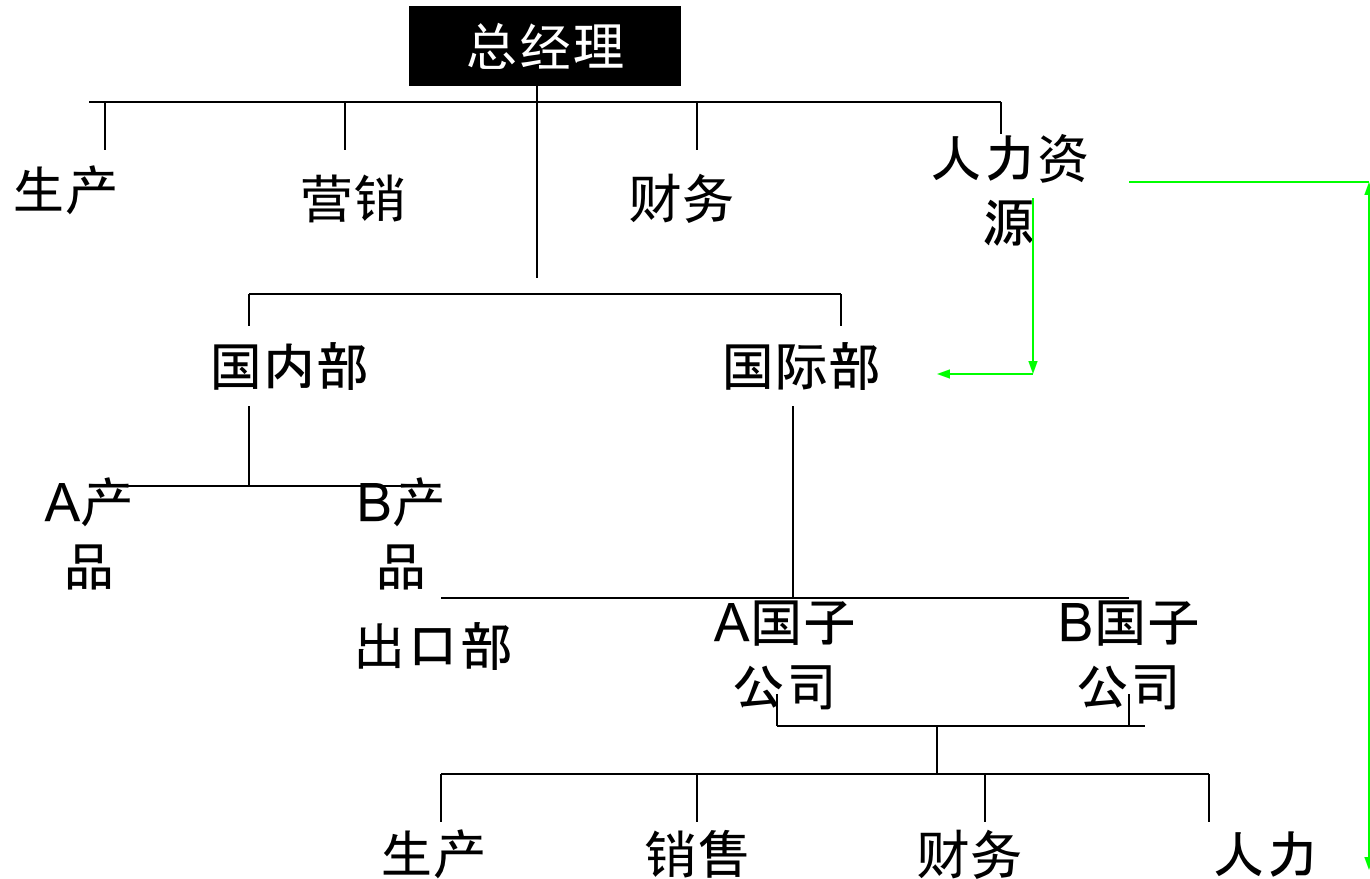 总经理
生产
营销
财务
人力资
源
国内部
国际部
A产
品
B产
品
出口部
A国子
公司
B国子
公司
生产
销售
财务
人力